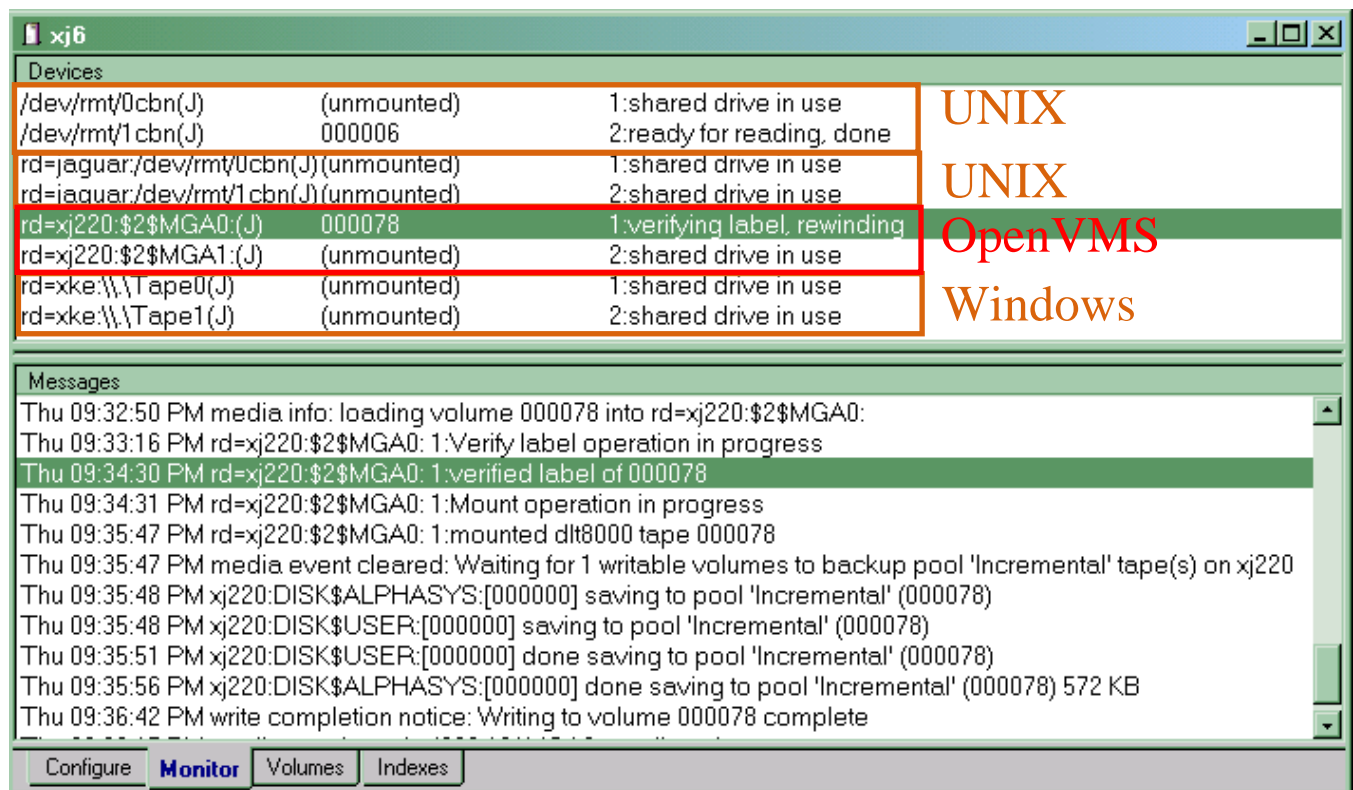 xj6
Devices
/dev/rmt/0cbn(J) (unmounted) 1:shared drive in use UNIX
/dev/rmt/1cbn(J) 000006 2:ready for reading, done
rd=jaguar:/dev/rmt/0cbn(J)(unmounted) 1:shared drive in use UNIX
rd=jaguar:/dev/rmt/1cbn(J)(unmounted) 2:shared drive in use
rd=xj220:$2$MGA0:(J) 000078 1:verifying label, rewinding OpenVMS
rd=xj220:$2$MGA1:(J) (unmounted) 2:shared drive in use
rd=xke:\\.\Tape0(J) (unmounted) 1:shared drive in use Windows
rd=xke:\\.\Tape1(J) (unmounted) 2:shared drive in use
Messages
Thu 09:32:50 PM media info: loading volume 000078 into rd=xj220:$2$MGA0:
Thu 09:33:16 PM rd=xj220:$2$MGA0: 1:Verify label operation in progress
Thu 09:34:30 PM rd=xj220:$2$MGA0: 1:verified label of 000078
Thu 09:34:31 PM rd=xj220:$2$MGA0: 1:Mount operation in progress
Thu 09:35:47 PM rd=xj220:$2$MGA0: 1:mounted dlt8000 tape 000078
Thu 09:35:47 PM media event cleared: Waiting for 1 writable volumes to backup pool 'Incremental' tape(s) on xj220
Thu 09:35:48 PM xj220:DISK$ALPHASYS:[000000] saving to pool 'Incremental' (000078)
Thu 09:35:48 PM xj220:DISK$USER:[000000] saving to pool 'Incremental' (000078)
Thu 09:35:51 PM xj220:DISK$USER:[000000] done saving to pool 'Incremental' (000078)
Thu 09:35:56 PM xj220:DISK$ALPHASYS:[000000] done saving to pool 'Incremental' (000078) 572 KB
Thu 09:36:42 PM write completion notice: Writing to volume 000078 complete
Configure Monitor Volumes Indexes